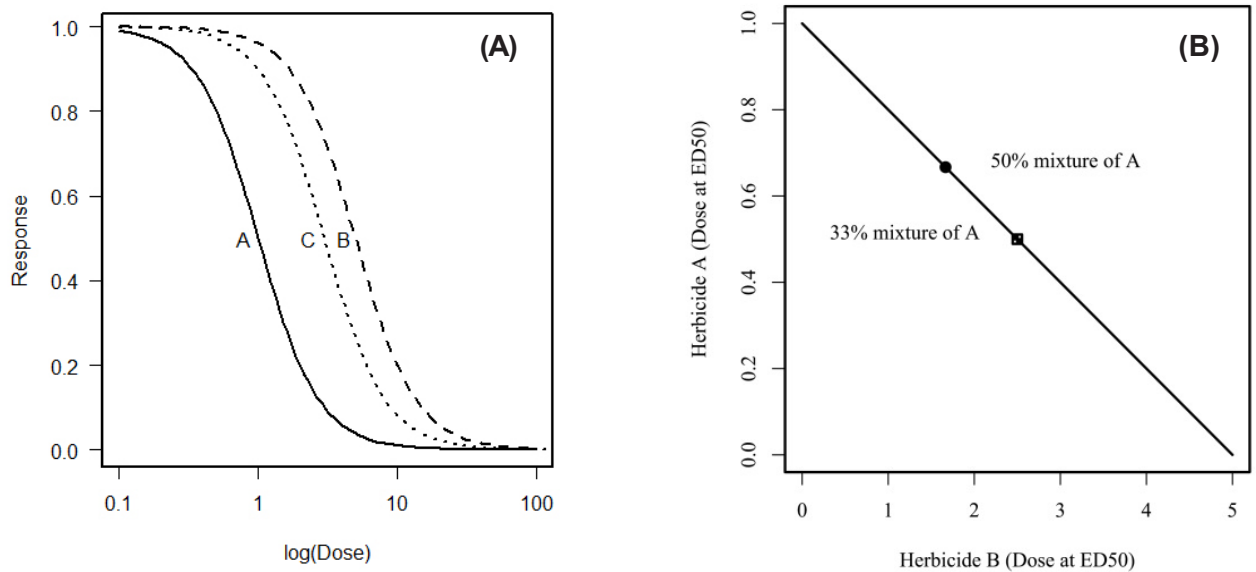 (A)
Response
1.0
0.8
0.6
0.4
0.2
0.0
A
C
B
0.1
1
10
100
log(Dose)
(B)
Herbicide A (Dose at ED50)
1.0
0.8
0.6
0.4
0.2
0.0
50% mixture of A
33% mixture of A
0
1
2
3
4
5
Herbicide B (Dose at ED50)